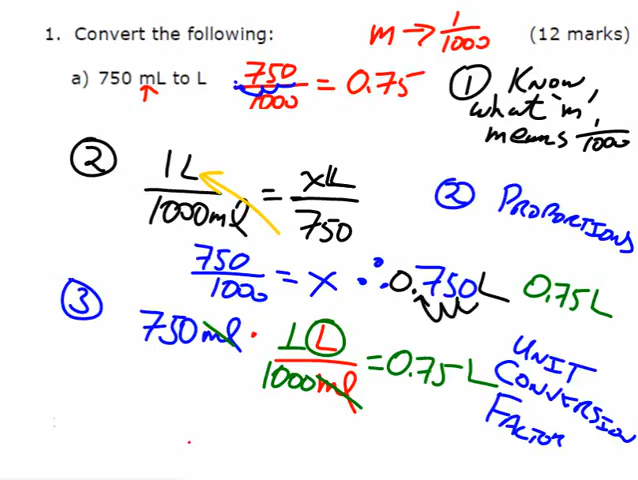 1. Convert the following:
m → 1/1000
(12 marks)
a) 750 mL to L
750/1000 = 0.75
① Know what 'm' means 1/1000
② 1L/1000ml = xL/750
② PROPORTIONS
750/1000 = x ∴ 0.750L 0.75L
③ 750ml · 1L/1000ml = 0.75L
UNIT
CONVERSION
FACTOR